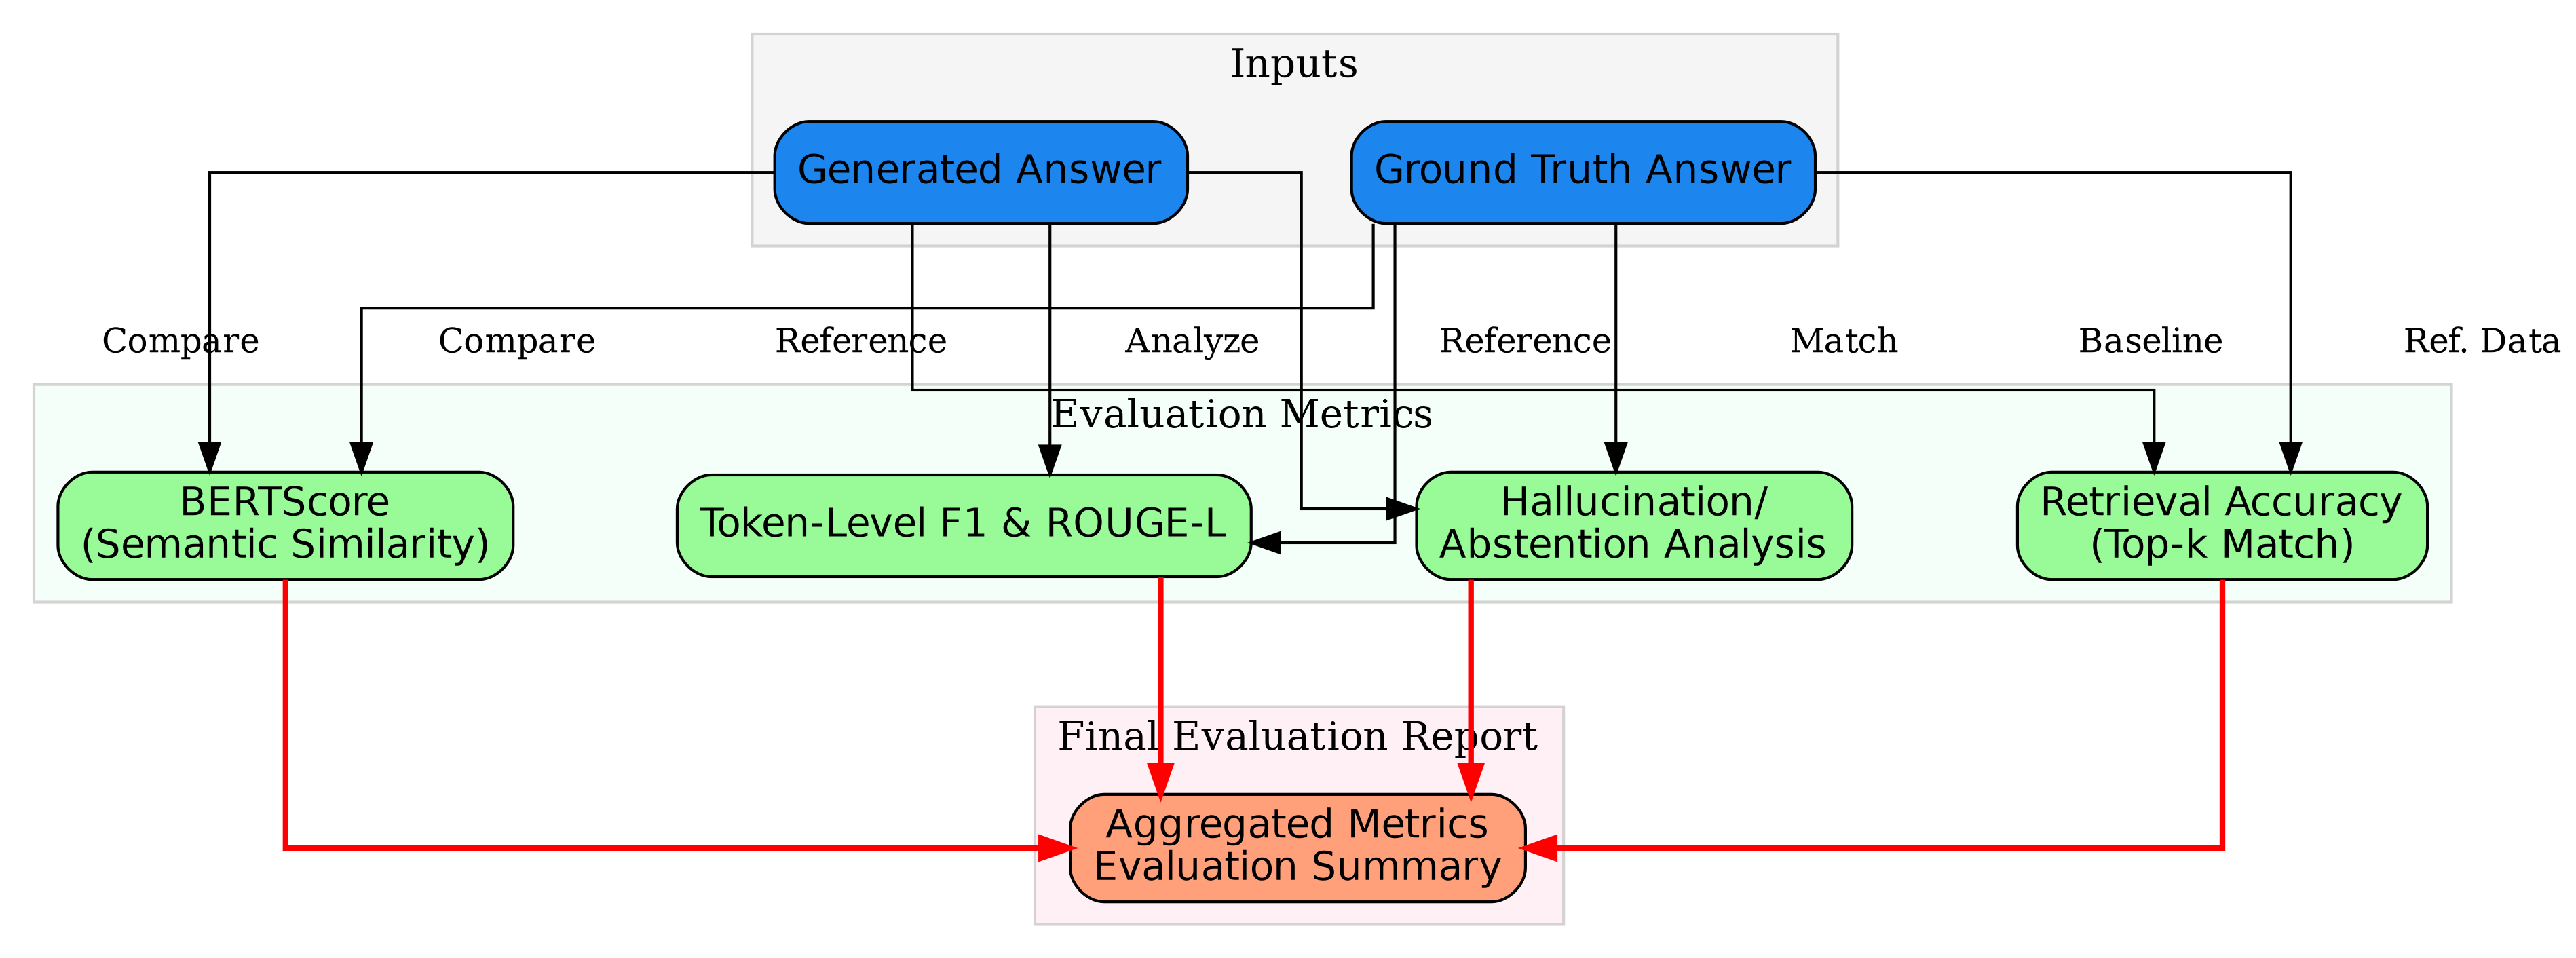 Inputs
Generated Answer
Ground Truth Answer
Compare
Compare
Reference
Analyze
Reference
Match
Baseline
Ref. Data
Evaluation Metrics
BERTScore
(Semantic Similarity)
Token-Level F1 & ROUGE-L
Hallucination/
Abstention Analysis
Retrieval Accuracy
(Top-k Match)
Final Evaluation Report
Aggregated Metrics
Evaluation Summary